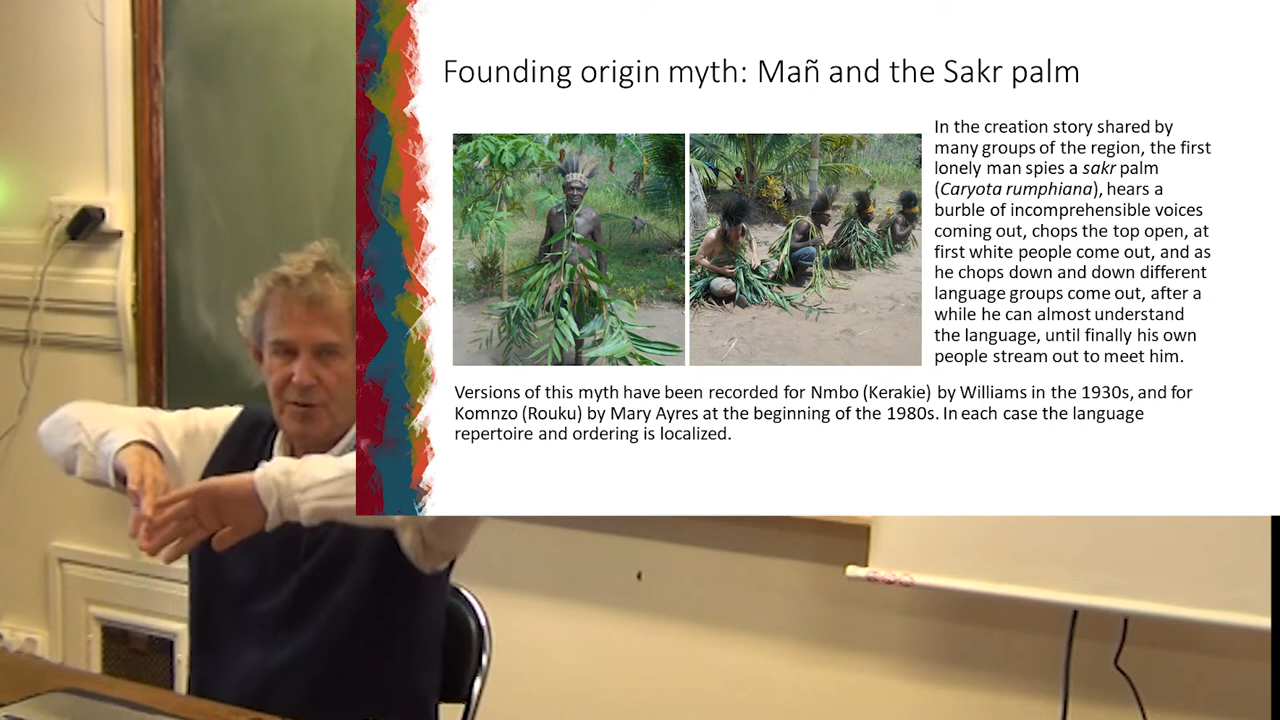 Founding origin myth: Mañ and the Sakr palm
In the creation story shared by
many groups of the region, the first
lonely man spies a sakr palm
(Caryota rumphiana), hears a
burble of incomprehensible voices
coming out, chops the top open, at
first white people come out, and as
he chops down and down different
language groups come out, after a
while he can almost understand
the language, until finally his own
people stream out to meet him.
Versions of this myth have been recorded for Nmbo (Kerakie) by Williams in the 1930s, and for
Komnzo (Rouku) by Mary Ayres at the beginning of the 1980s. In each case the language
repertoire and ordering is localized.